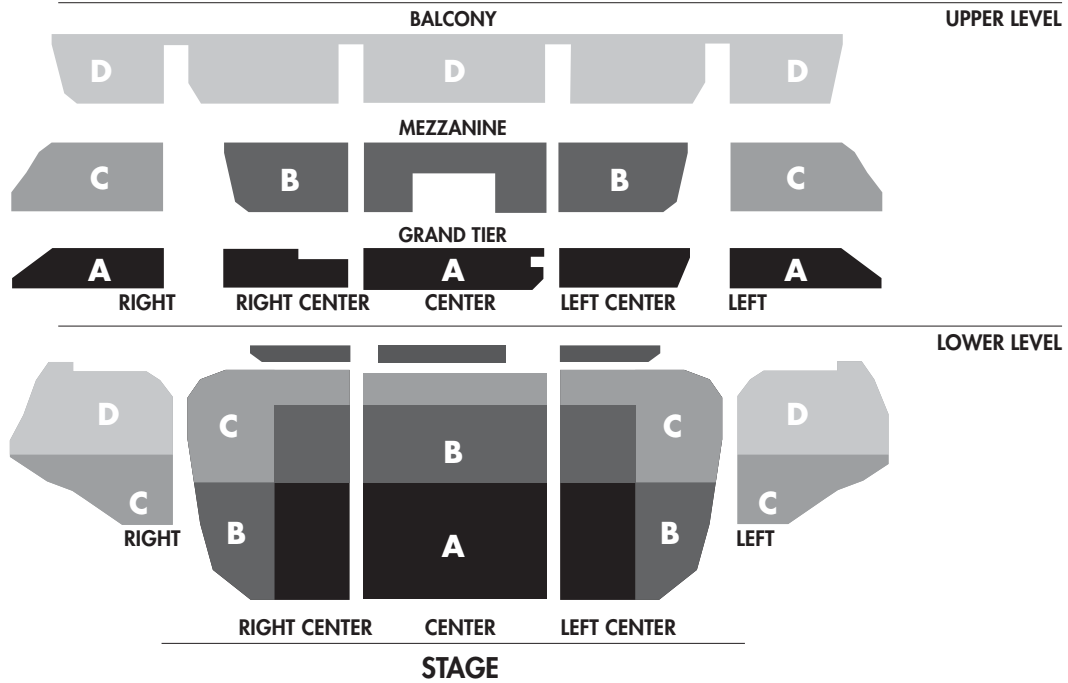 BALCONY UPPER LEVEL
D D D
MEZZANINE
C B B C
GRAND TIER
A A A
RIGHT RIGHT CENTER CENTER LEFT CENTER LEFT
LOWER LEVEL
D C B C D
C B A B C
RIGHT LEFT
RIGHT CENTER CENTER LEFT CENTER
STAGE